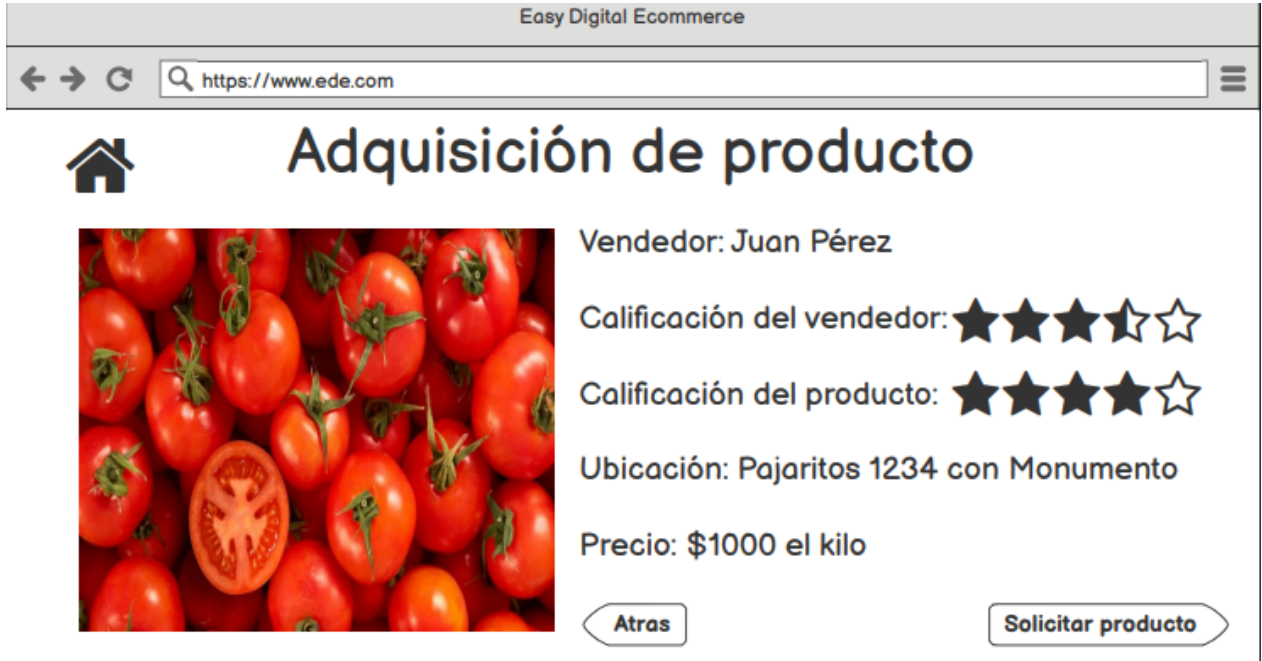 Easy Digital Ecommerce
https://www.ede.com
Adquisición de producto
Vendedor: Juan Pérez
Calificación del vendedor:
Calificación del producto:
Ubicación: Pajaritos 1234 con Monumento
Precio: $1000 el kilo
Atras
Solicitar producto